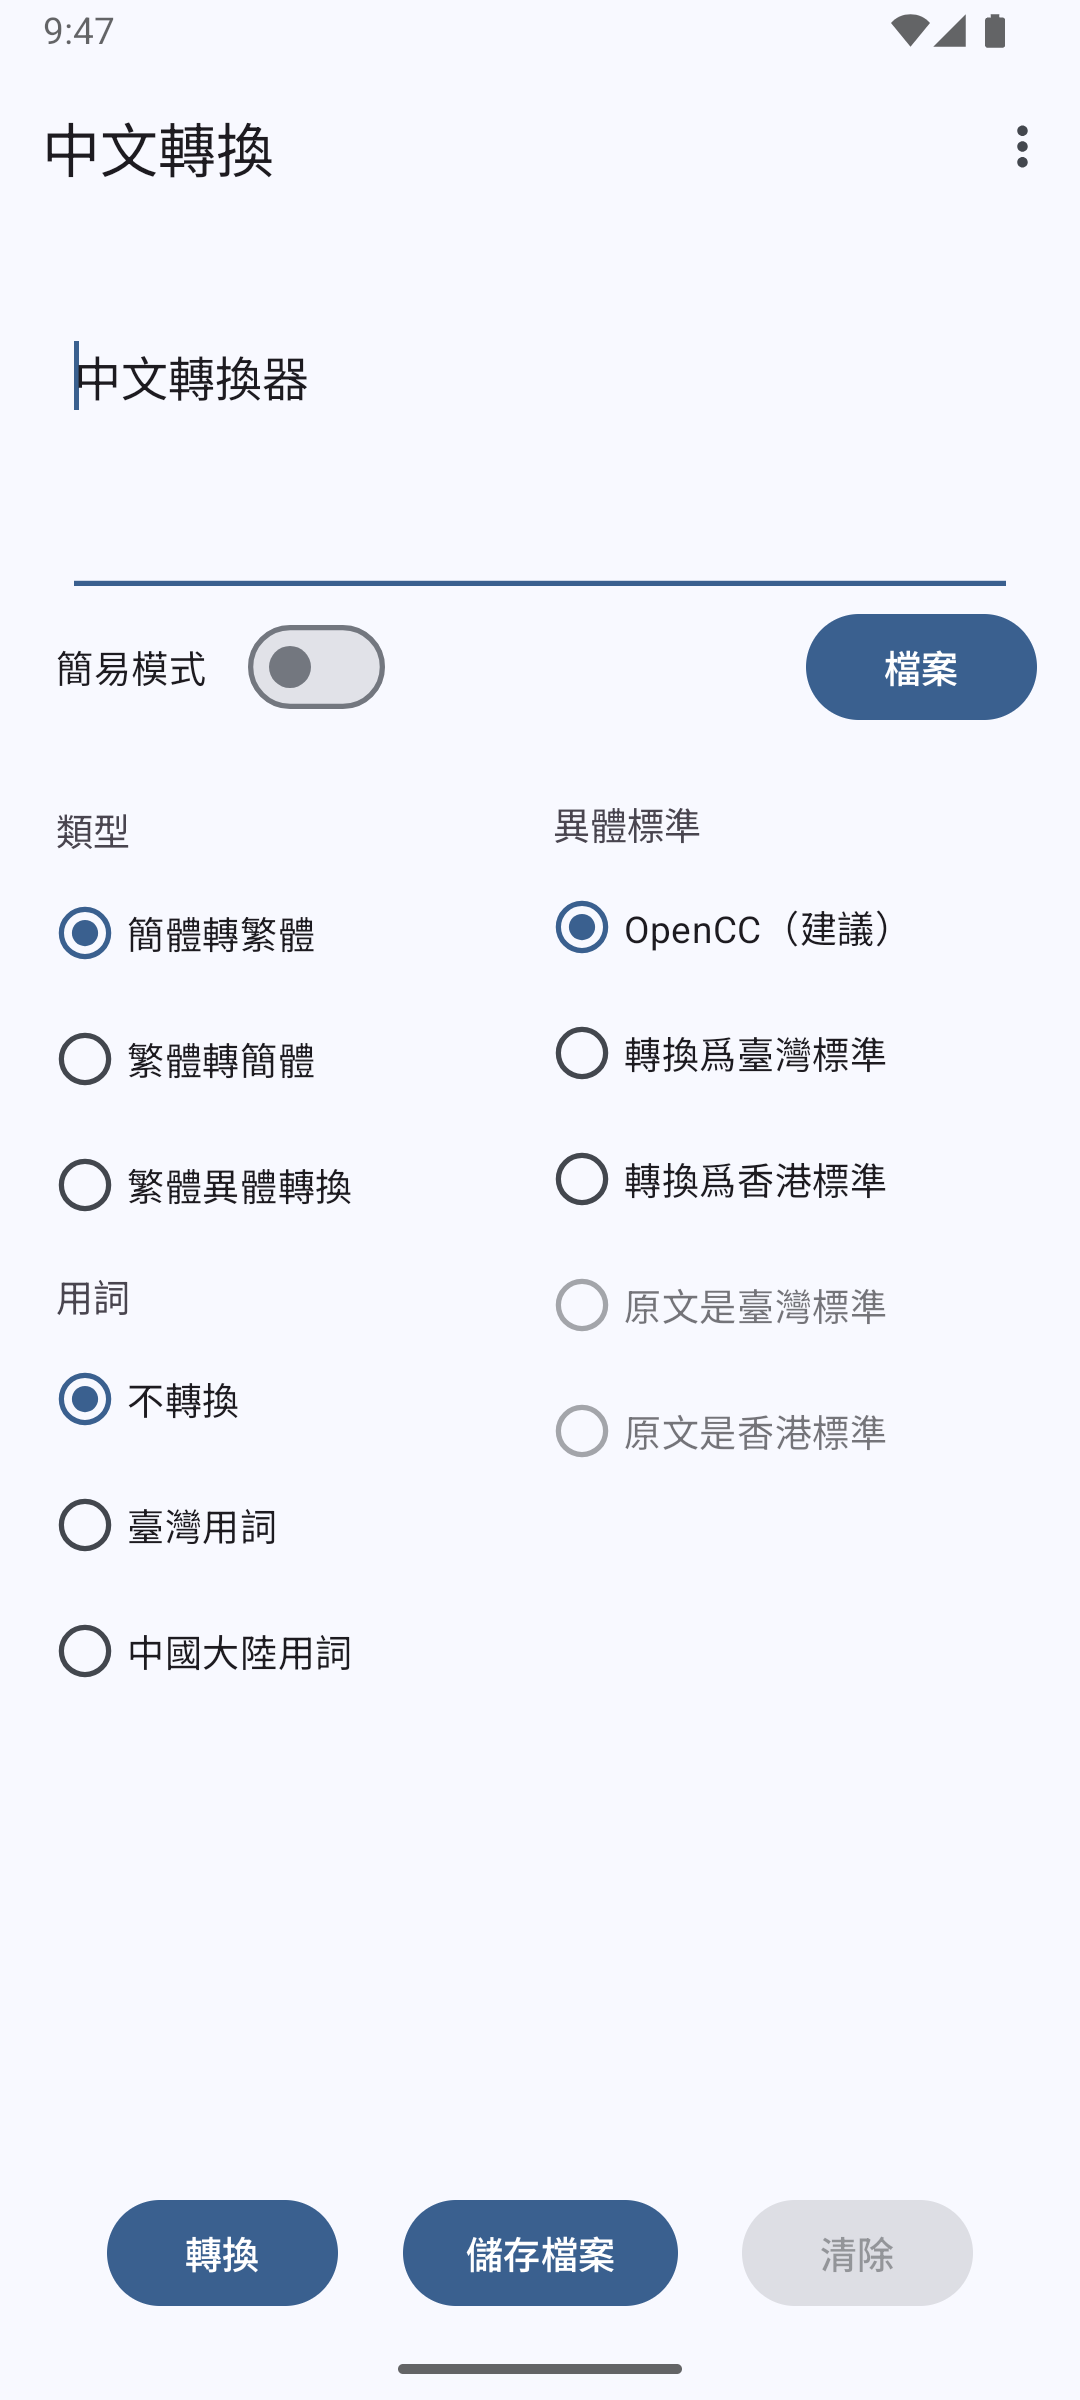 9:47
中文轉換
中文轉換器
簡易模式
檔案
類型
簡體轉繁體
繁體轉簡體
繁體異體轉換
用詞
不轉換
臺灣用詞
中國大陸用詞
異體標準
OpenCC（建議）
轉換爲臺灣標準
轉換爲香港標準
原文是臺灣標準
原文是香港標準
轉換
儲存檔案
清除